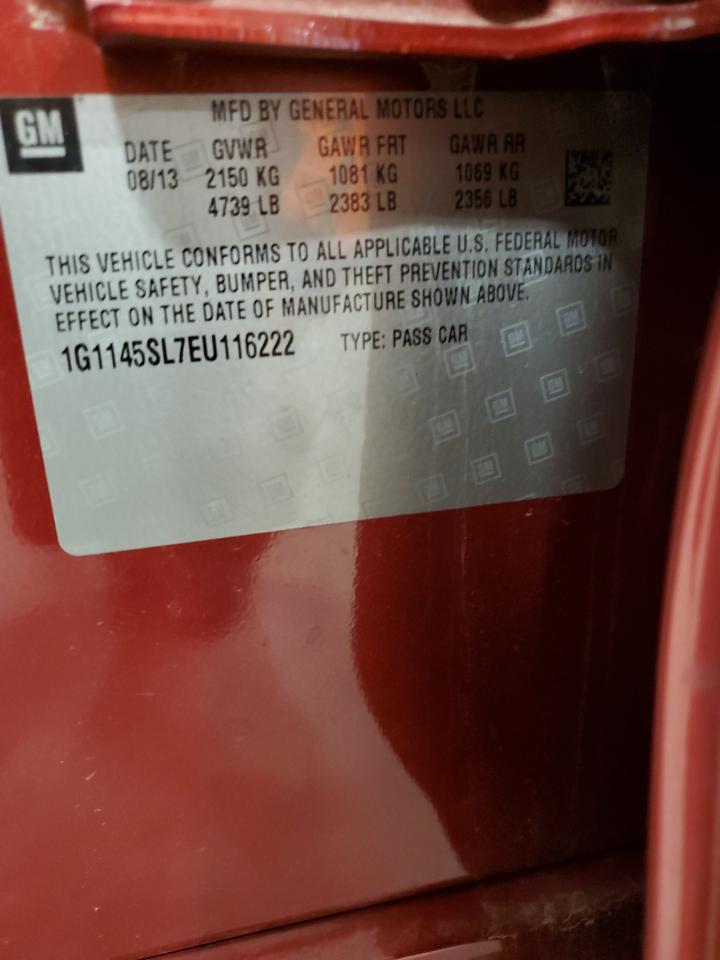 GM
MFD BY GENERAL MOTORS LLC
DATE GVWR GAWR FRT GAWR RR
08/13 2150 KG 1081 KG 1069 KG
4739 LB 2383 LB 2356 LB
THIS VEHICLE CONFORMS TO ALL APPLICABLE U.S. FEDERAL MOTOR
VEHICLE SAFETY, BUMPER, AND THEFT PREVENTION STANDARDS IN
EFFECT ON THE DATE OF MANUFACTURE SHOWN ABOVE.
1G1145SL7EU116222 TYPE: PASS CAR